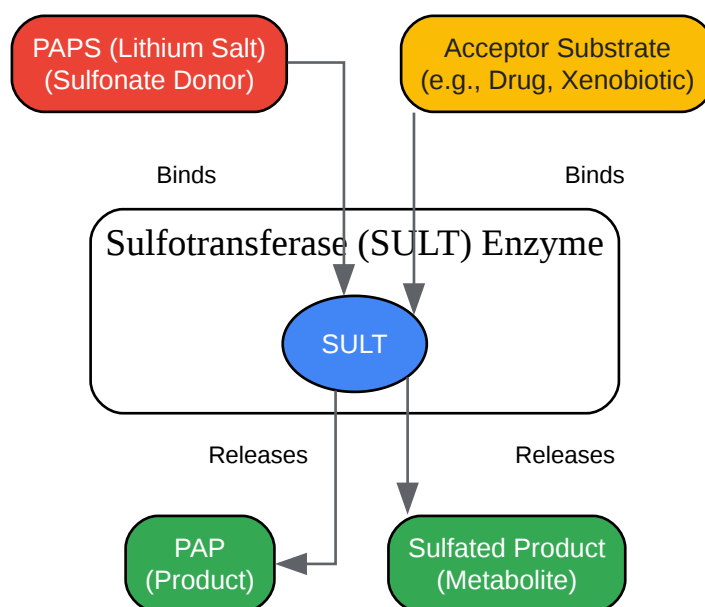 PAPS (Lithium Salt)
(Sulfonate Donor)
Acceptor Substrate
(e.g., Drug, Xenobiotic)
Binds
Binds
Sulfotransferase (SULT) Enzyme
SULT
Releases
Releases
PAP
(Product)
Sulfated Product
(Metabolite)